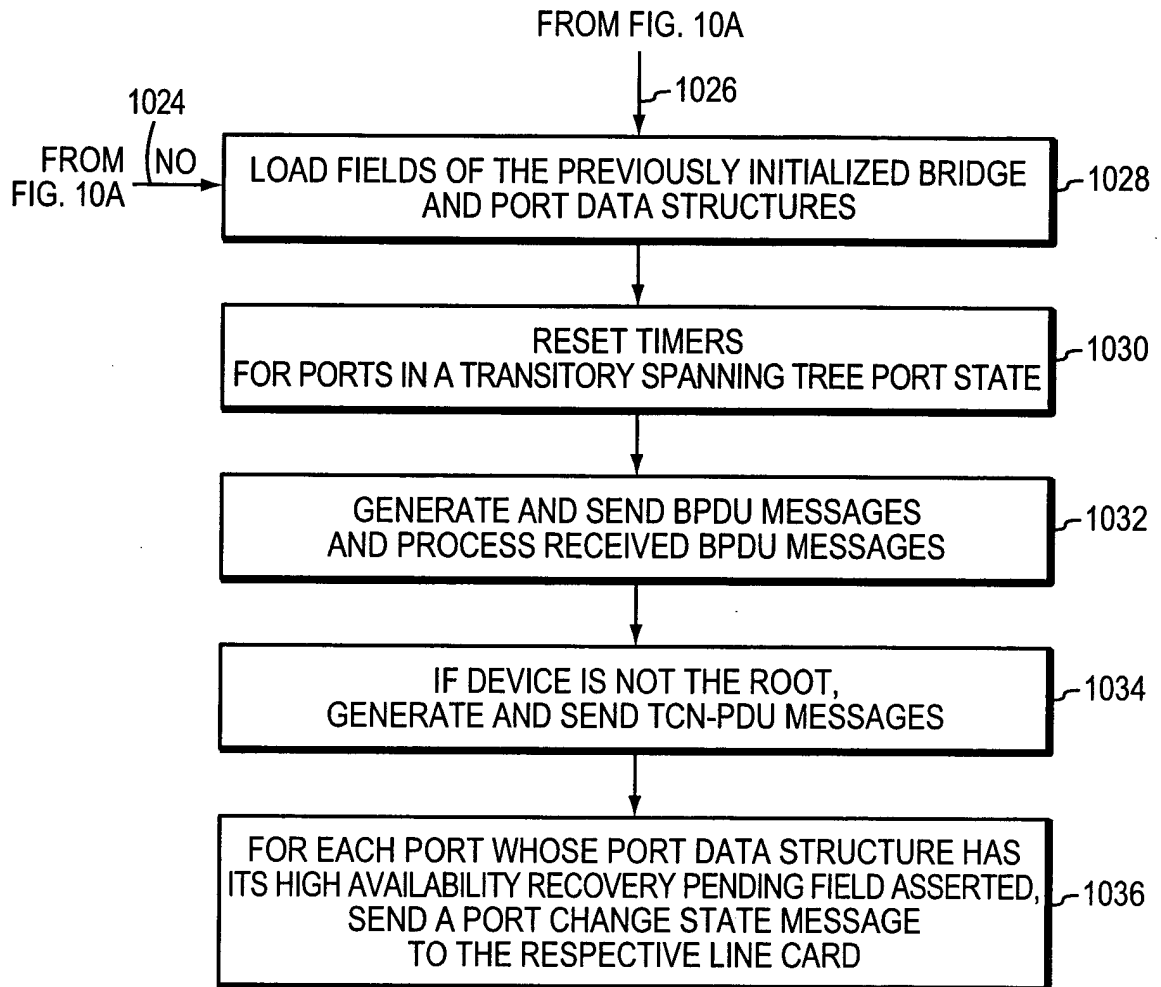 FROM FIG. 10A
1026
1024
FROM
FIG. 10A
NO
LOAD FIELDS OF THE PREVIOUSLY INITIALIZED BRIDGE
AND PORT DATA STRUCTURES
1028
RESET TIMERS
FOR PORTS IN A TRANSITORY SPANNING TREE PORT STATE
1030
GENERATE AND SEND BPDU MESSAGES
AND PROCESS RECEIVED BPDU MESSAGES
1032
IF DEVICE IS NOT THE ROOT,
GENERATE AND SEND TCN-PDU MESSAGES
1034
FOR EACH PORT WHOSE PORT DATA STRUCTURE HAS
ITS HIGH AVAILABILITY RECOVERY PENDING FIELD ASSERTED,
SEND A PORT CHANGE STATE MESSAGE
TO THE RESPECTIVE LINE CARD
1036